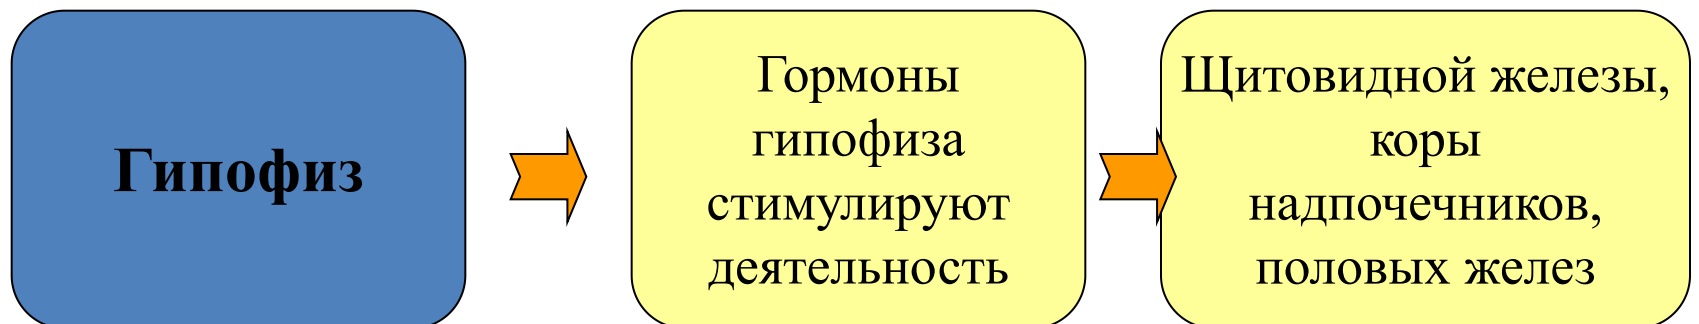 Гипофиз
Гормоны
гипофиза
стимулируют
деятельность
Щитовидной железы,
коры
надпочечников,
половых желез